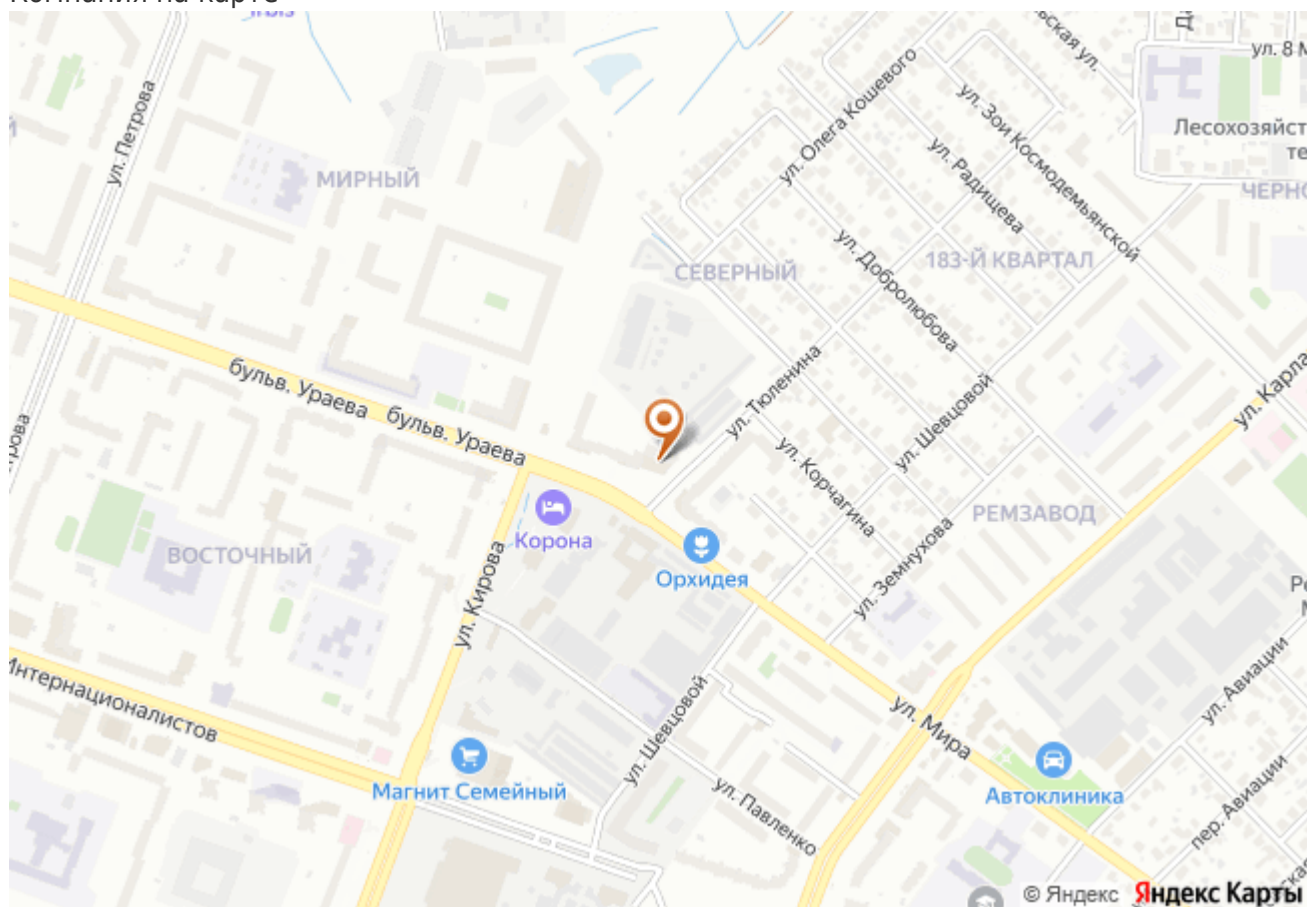 Компания на карте
ул. Петрова
МИРНЫЙ
ул. Олега Кошевого
ул. Зои Космодемьянской
ул. Радищева
ул. Добролюбова
183-Й КВАРТАЛ
СЕВЕРНЫЙ
ул. 8 М
Лесохозяйст
те
ЧЕРНО
бульв. Ураева
бульв. Ураева
ул. Тюленина
ул. Шевцовой
ул. Корчагина
ул. Карла
РЕМЗАВОД
ул. Земнухова
Корона
Орхидея
ВОСТОЧНЫЙ
ул. Кирова
Интернационалистов
Магнит Семейный
ул. Шевцовой
ул. Павленко
ул. Мира
Автоклиника
ул. Авиации
пер. Авиации
© Яндекс Яндекс Карты